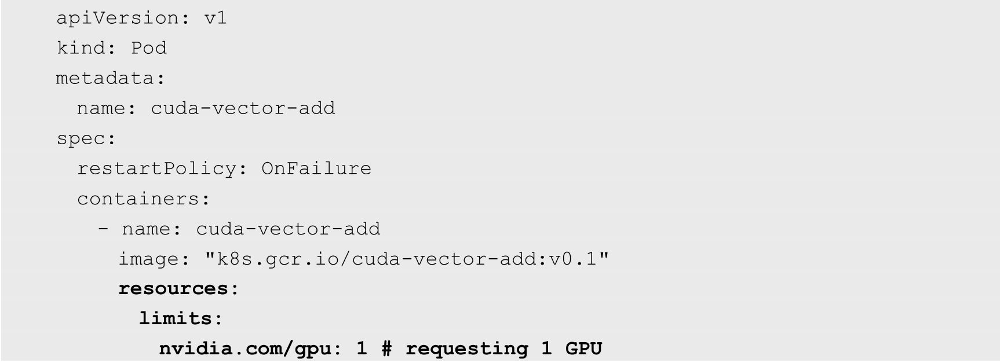 apiVersion: v1
kind: Pod
metadata:
  name: cuda-vector-add
spec:
  restartPolicy: OnFailure
  containers:
    - name: cuda-vector-add
      image: "k8s.gcr.io/cuda-vector-add:v0.1"
      resources:
        limits:
          nvidia.com/gpu: 1 # requesting 1 GPU